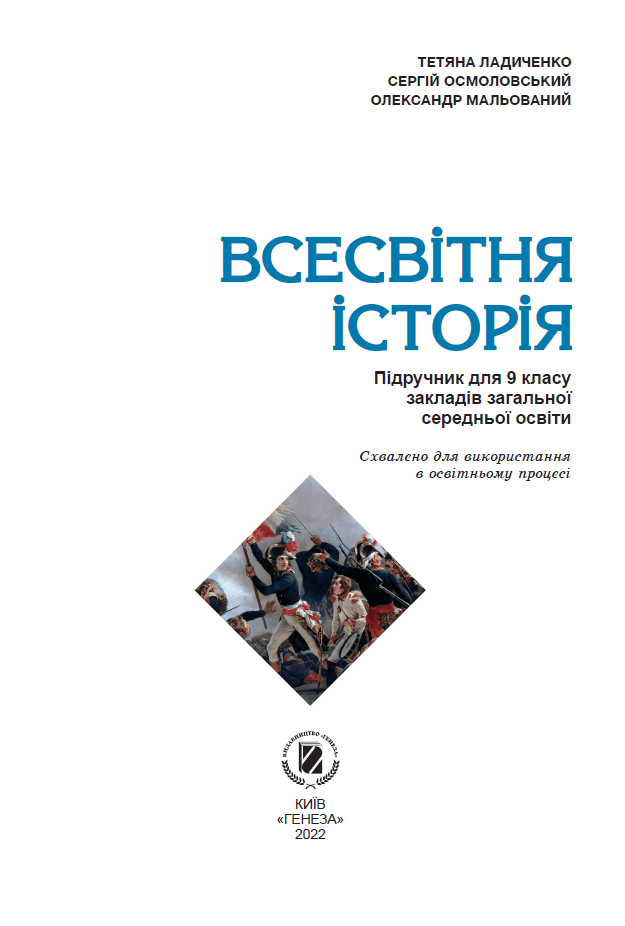 ТЕТЯНА ЛАДИЧЕНКО
СЕРГІЙ ОСМОЛОВСЬКИЙ
ОЛЕКСАНДР МАЛЬОВАНИЙ
ВСЕСВІТНЯ
ІСТОРІЯ
Підручник для 9 класу
закладів загальної
середньої освіти
Схвалено для використання
в освітньому процесі
ВИДАВНИЦТВО «ГЕНЕЗА»
КИЇВ
«ГЕНЕЗА»
2022